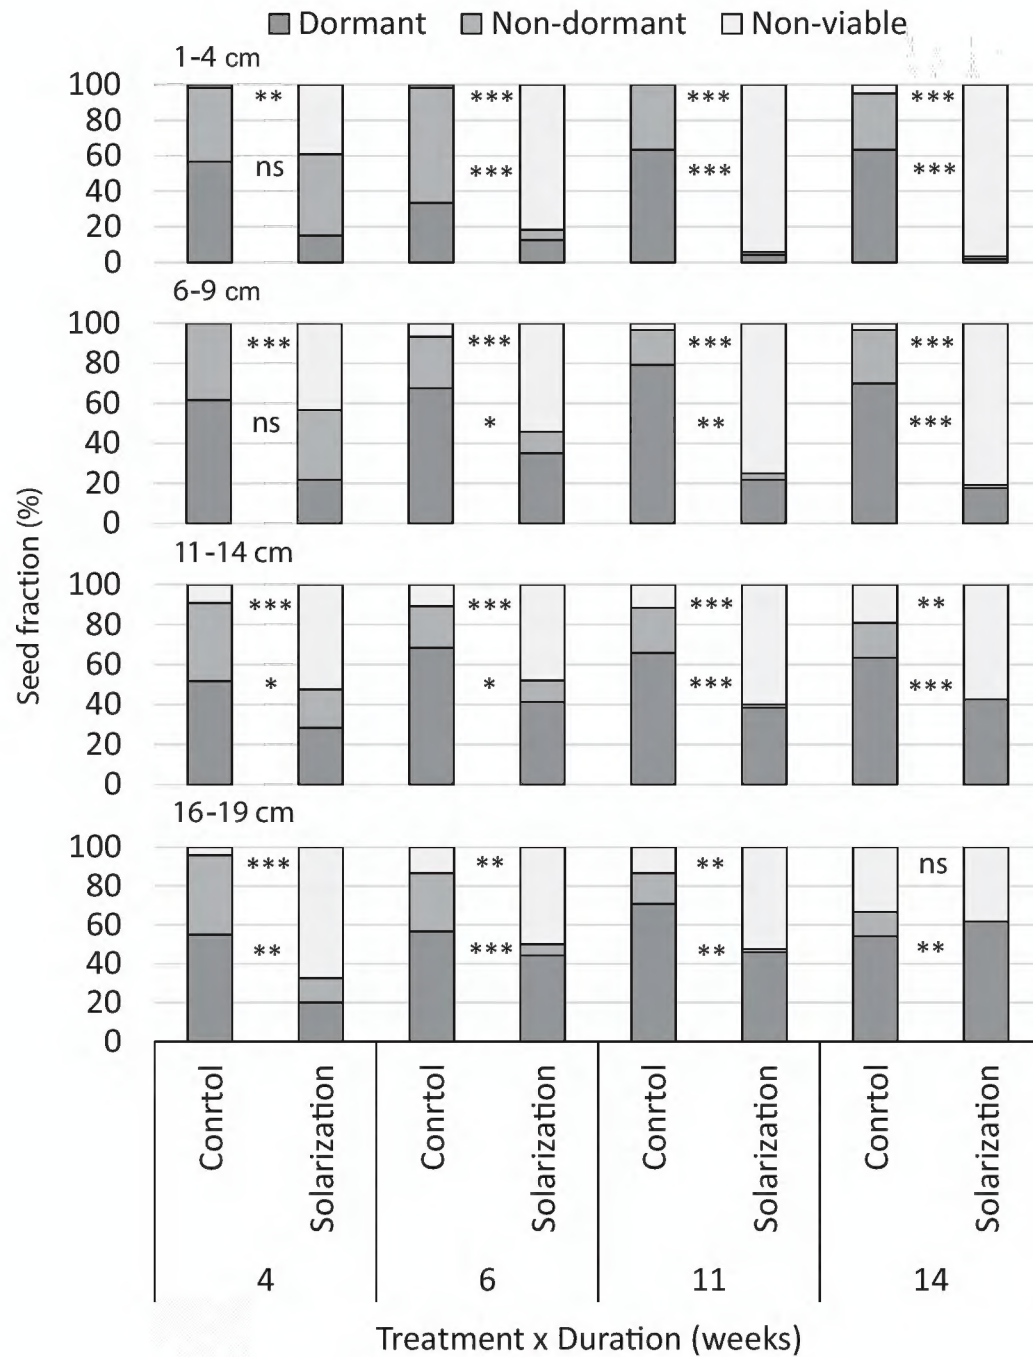 Dormant Non-dormant Non-viable
1-4 cm
100 ** *** *** ***
80
60 ns *** *** ***
40
20
0
6-9 cm
100 *** *** *** ***
80
60
40 ns * ** ***
20
0
11-14 cm
100 *** *** *** **
80
60
40 * * *** ***
20
0
16-19 cm
100 *** ** ** ns
80
60
40 ** *** ** **
20
0
Seed fraction (%)
Conrtol Solarization Conrtol Solarization Conrtol Solarization Conrtol Solarization
4 6 11 14
Treatment x Duration (weeks)